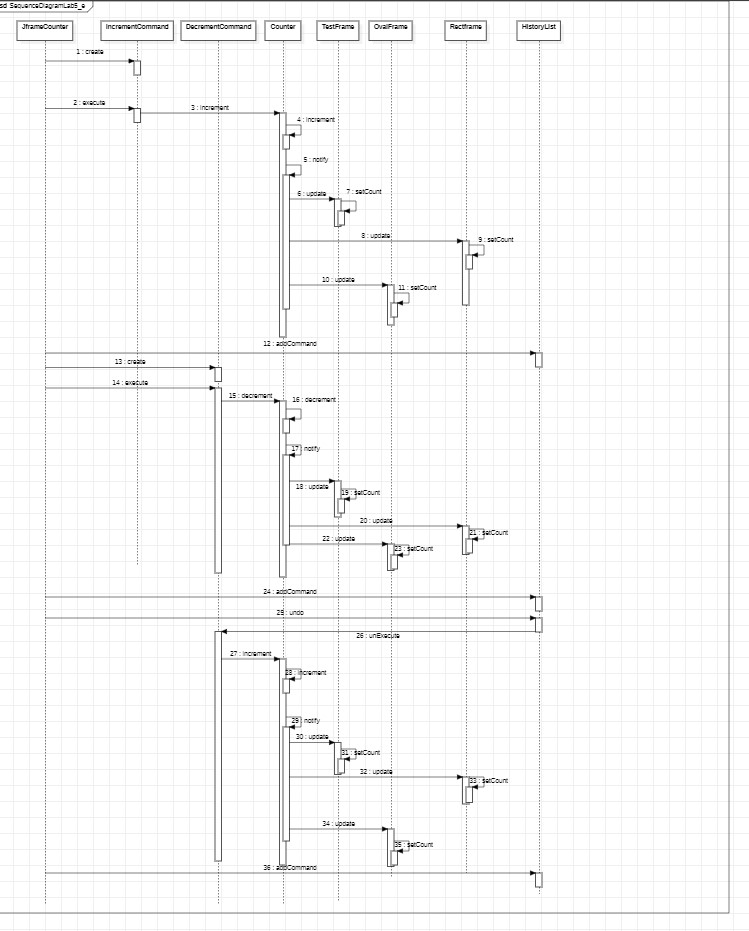 sd SequenceDiagramLab5_e
JframeCounter IncrementCommand DecrementCommand Counter TestFrame OvalFrame Rectframe HistoryList
1 : create
2 : execute
3 : increment
4 : increment
5 : notify
6 : update
7 : setCount
8 : update
9 : setCount
10 : update
11 : setCount
12 : addCommand
13 : create
14 : execute
15 : decrement
16 : decrement
17 : notify
18 : update
19 : setCount
20 : update
21 : setCount
22 : update
23 : setCount
24 : addCommand
25 : undo
26 : unExecute
27 : increment
28 : increment
29 : notify
30 : update
31 : setCount
32 : update
33 : setCount
34 : update
35 : setCount
36 : addCommand